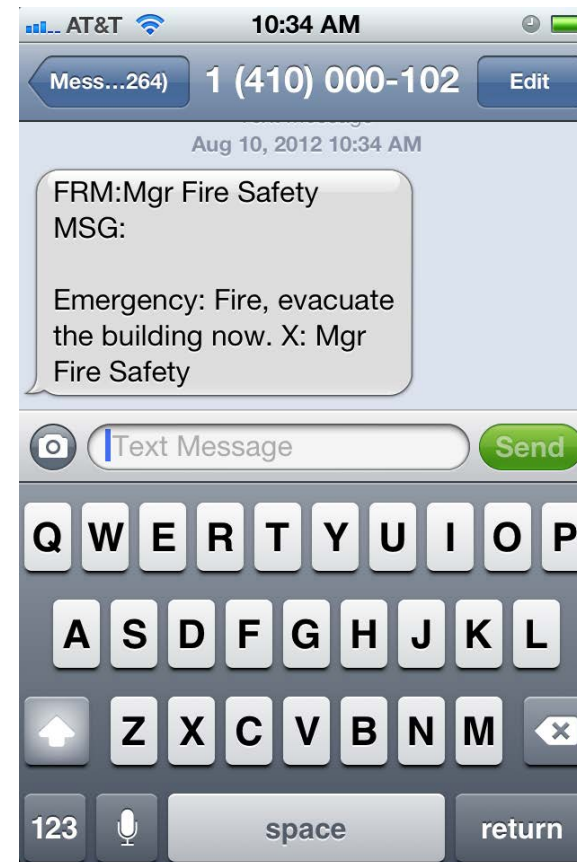 AT&T 10:34 AM
Mess...264) 1 (410) 000-102 Edit
Aug 10, 2012 10:34 AM
FRM:Mgr Fire Safety
MSG:
Emergency: Fire, evacuate
the building now. X: Mgr
Fire Safety
Text Message Send
Q W E R T Y U I O P
A S D F G H J K L
Z X C V B N M
123 space return